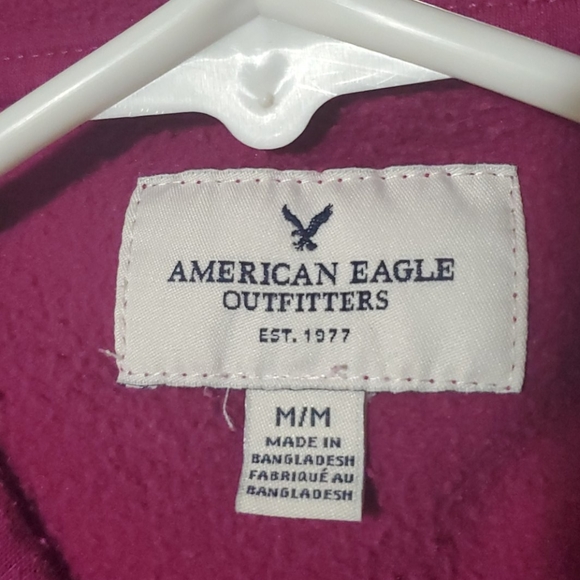 AMERICAN EAGLE
OUTFITTERS
EST. 1977
M/M
MADE IN
BANGLADESH
FABRIQUÉ AU
BANGLADESH